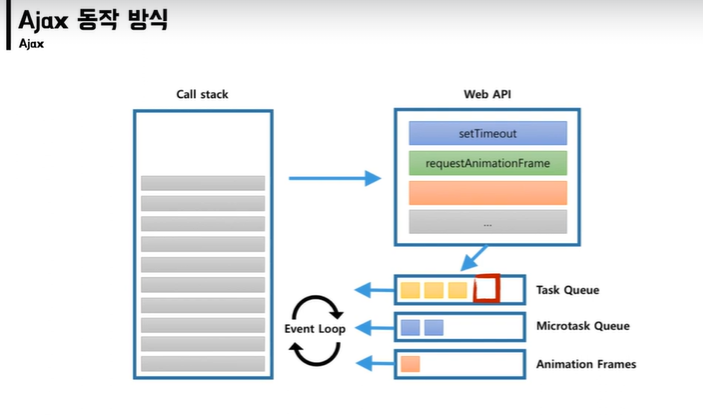 Ajax 동작 방식
Ajax
Call stack
Web API
setTimeout
requestAnimationFrame
...
Task Queue
Event Loop
Microtask Queue
Animation Frames